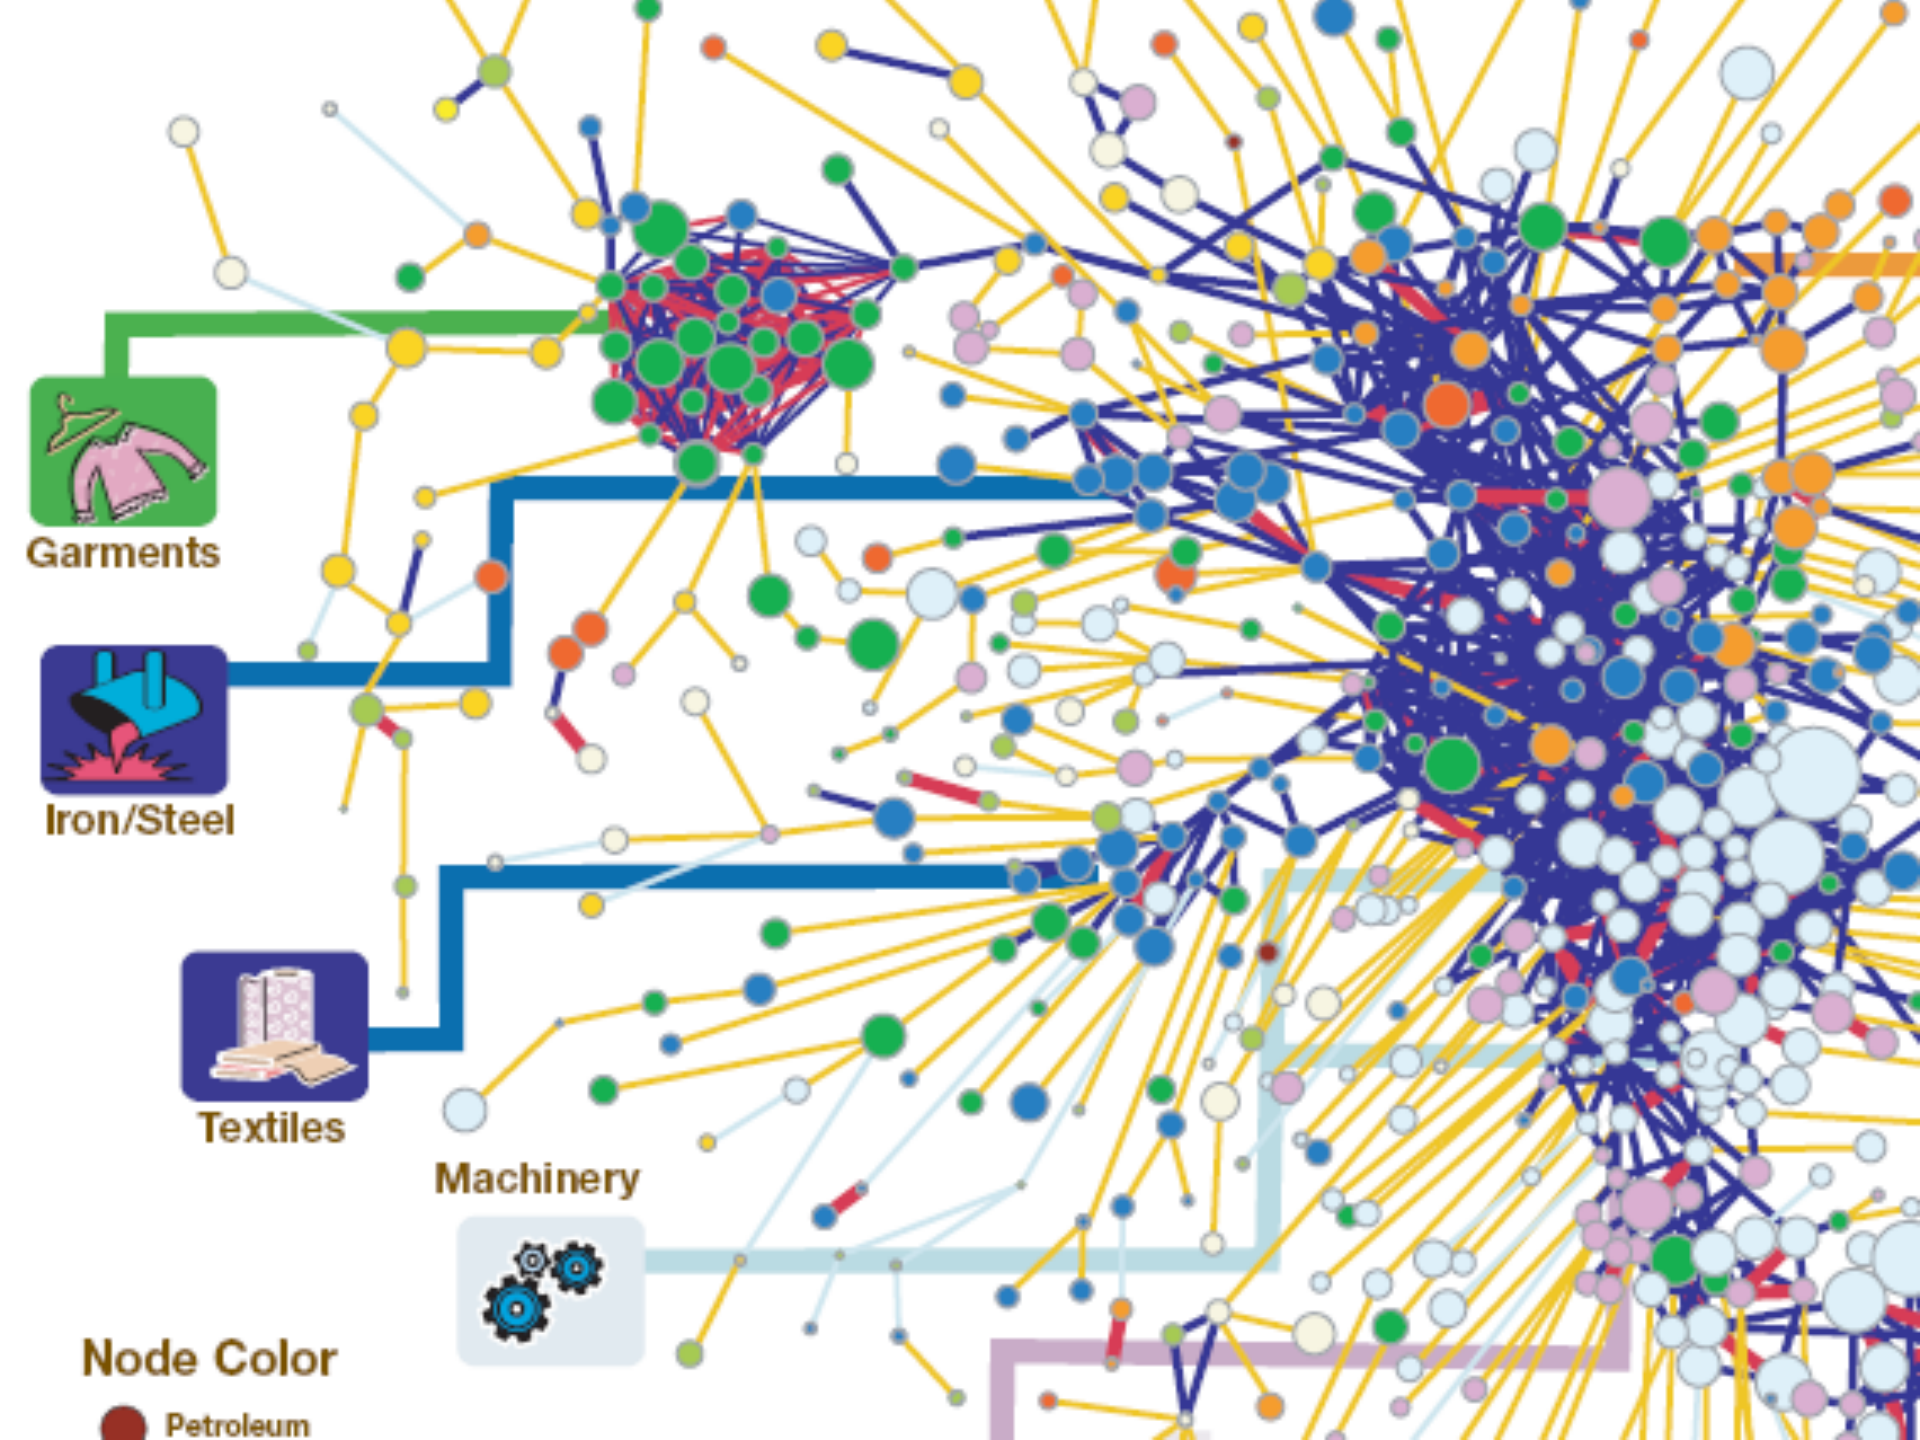 Garments
Iron/Steel
Textiles
Machinery
Node Color
Petroleum